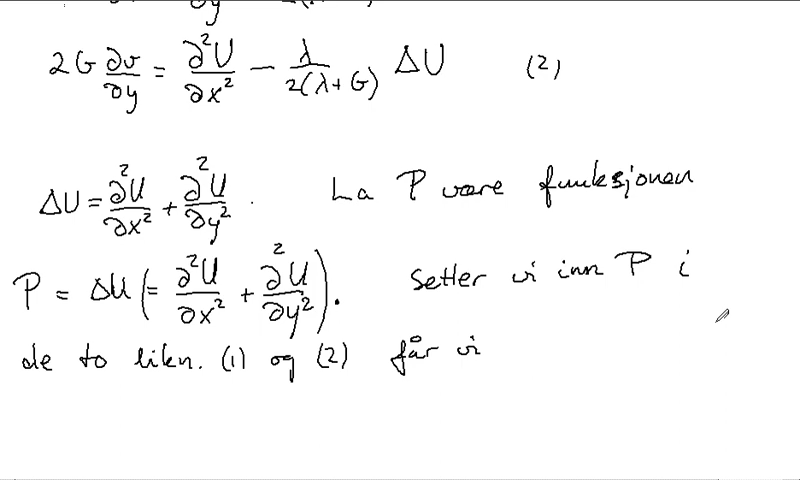 2G ∂v/∂y = ∂²U/∂x² − λ/2(λ+G) ΔU (2)
ΔU = ∂²U/∂x² + ∂²U/∂y² . La P være funksjonen
P = ΔU (= ∂²U/∂x² + ∂²U/∂y²). Setter vi inn P i
de to likn. (1) og (2) får vi